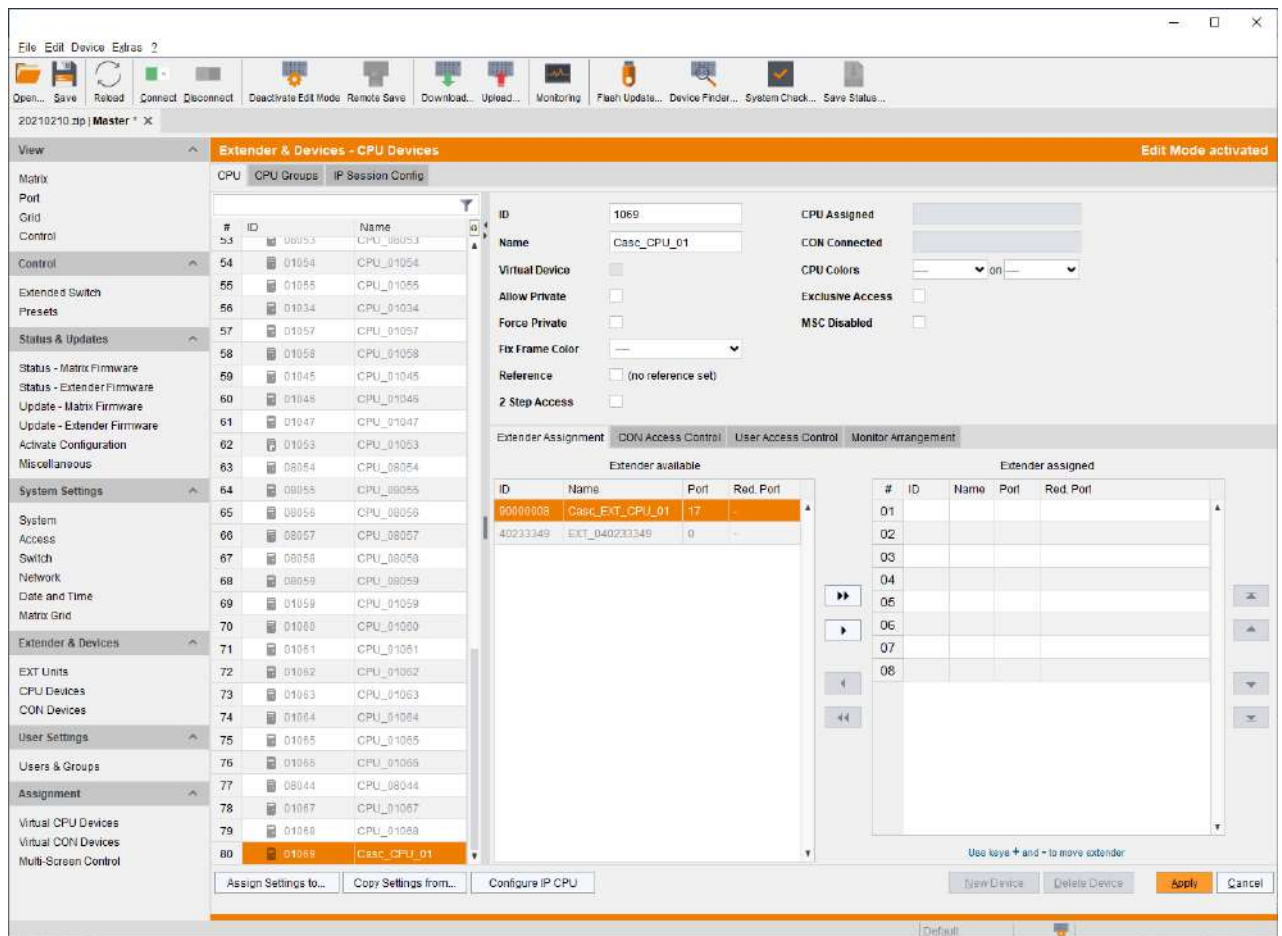 File Edit Device Extras ?
Open... Save Reload Connect Disconnect Deactivate Edit Mode Remote Save Download... Upload... Monitoring Flash Update... Device Finder... System Check... Save Status...
20210210.zip | Master * X
View
Matrix
Port
Grid
Control
Control
Extended Switch
Presets
Status & Updates
Status - Matrix Firmware
Status - Extender Firmware
Update - Matrix Firmware
Update - Extender Firmware
Activate Configuration
Miscellaneous
System Settings
System
Access
Switch
Network
Date and Time
Matrix Grid
Extender & Devices
EXT Units
CPU Devices
CON Devices
User Settings
Users & Groups
Assignment
Virtual CPU Devices
Virtual CON Devices
Multi-Screen Control
Extender & Devices - CPU Devices Edit Mode activated
CPU CPU Groups IP Session Config
# ID Name
53 08053 CPU_08053
54 01054 CPU_01054
55 01055 CPU_01055
56 01034 CPU_01034
57 01057 CPU_01057
58 01058 CPU_01058
59 01045 CPU_01045
60 01046 CPU_01046
61 01047 CPU_01047
62 01053 CPU_01053
63 08054 CPU_08054
64 08055 CPU_08055
65 08056 CPU_08056
66 08057 CPU_08057
67 08058 CPU_08058
68 08059 CPU_08059
69 01059 CPU_01059
70 01060 CPU_01060
71 01061 CPU_01061
72 01062 CPU_01062
73 01063 CPU_01063
74 01064 CPU_01064
75 01065 CPU_01065
76 01066 CPU_01066
77 08044 CPU_08044
78 01067 CPU_01067
79 01068 CPU_01068
80 01069 Casc_CPU_01
ID 1069 CPU Assigned
Name Casc_CPU_01 CON Connected
Virtual Device CPU Colors ---- on ----
Allow Private Exclusive Access
Force Private MSC Disabled
Fix Frame Color ----
Reference (no reference set)
2 Step Access
Extender Assignment CON Access Control User Access Control Monitor Arrangement
Extender available
ID Name Port Red. Port
90000008 Casc_EXT_CPU_01 17 -
40233349 EXT_040233349 0 -
Extender assigned
# ID Name Port Red. Port
01
02
03
04
05
06
07
08
Use keys + and - to move extender
Assign Settings to... Copy Settings from... Configure IP CPU New Device Delete Device Apply Cancel
Default